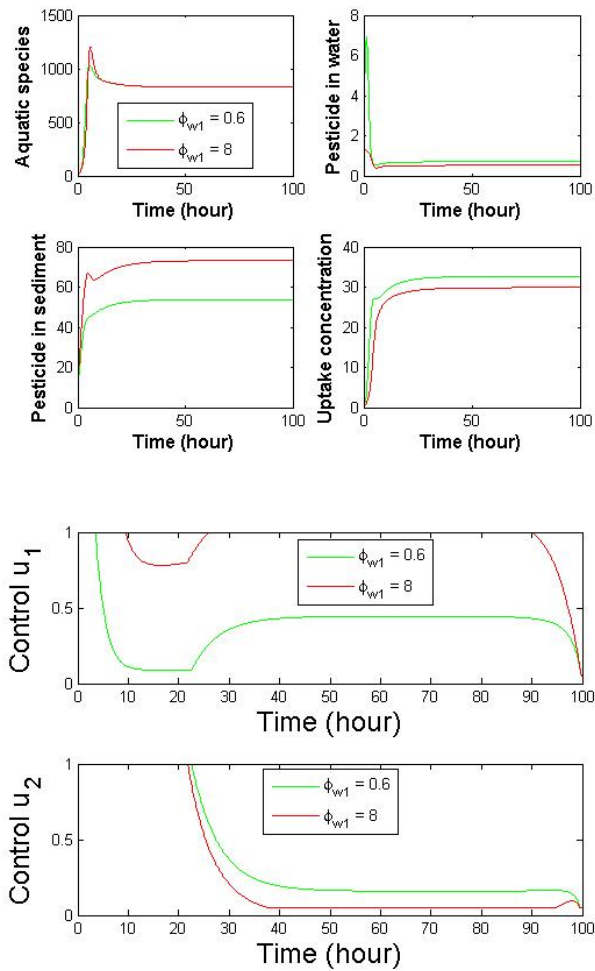 Aquatic species
1500
1000
500
0
ϕw1 = 0.6
ϕw1 = 8
0 50 100
Time (hour)
Pesticide in water
8
6
4
2
0
0 50 100
Time (hour)
Pesticide in sediment
80
60
40
20
0
0 50 100
Time (hour)
Uptake concentration
40
30
20
10
0
0 50 100
Time (hour)
Control u1
1
0.5
0
ϕw1 = 0.6
ϕw1 = 8
0 10 20 30 40 50 60 70 80 90 100
Time (hour)
Control u2
1
0.5
0
ϕw1 = 0.6
ϕw1 = 8
0 10 20 30 40 50 60 70 80 90 100
Time (hour)